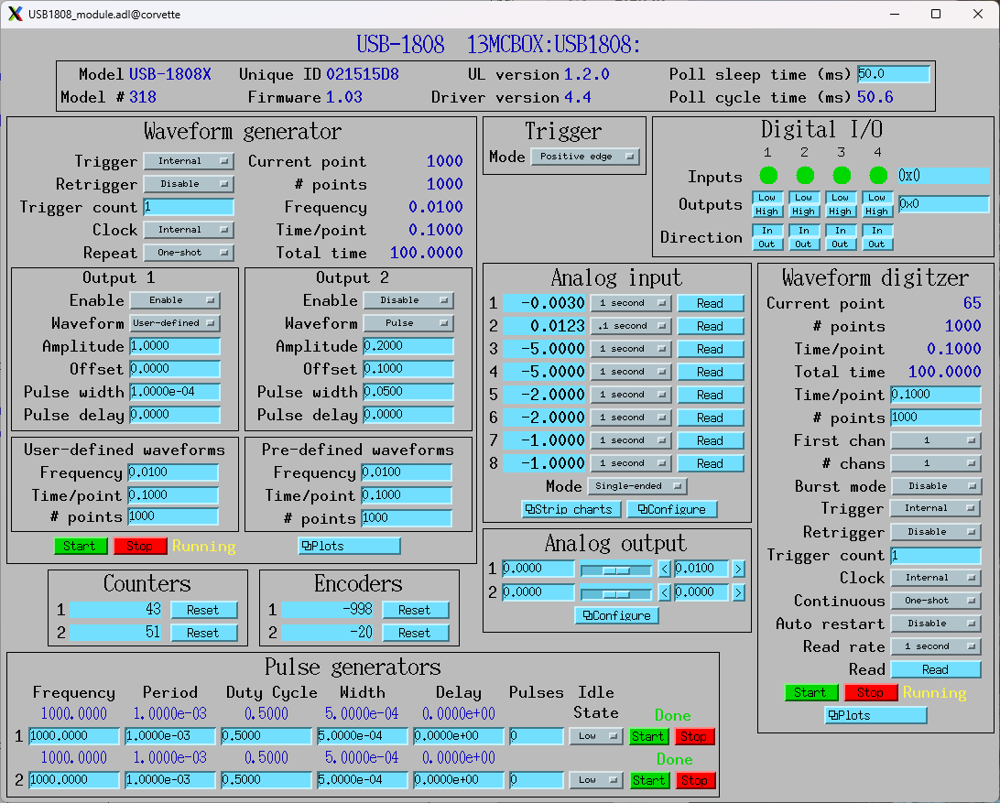 USB1808_module.adl@corvette
USB-1808 13MCBOX:USB1808:
Model USB-1808X Unique ID 021515D8 UL version 1.2.0 Poll sleep time (ms) 50.0
Model # 318 Firmware 1.03 Driver version 4.4 Poll cycle time (ms) 50.6
Waveform generator
Trigger Internal Current point 1000
Retrigger Disable # points 1000
Trigger count 1 Frequency 0.0100
Clock Internal Time/point 0.1000
Repeat One-shot Total time 100.0000
Output 1
Enable Enable
Waveform User-defined
Amplitude 1.0000
Offset 0.0000
Pulse width 1.0000e-04
Pulse delay 0.0000
Output 2
Enable Disable
Waveform Pulse
Amplitude 0.2000
Offset 0.1000
Pulse width 0.0500
Pulse delay 0.0000
User-defined waveforms
Frequency 0.0100
Time/point 0.1000
# points 1000
Pre-defined waveforms
Frequency 0.0100
Time/point 0.1000
# points 1000
Start Stop Running Plots
Trigger
Mode Positive edge
Digital I/O
1 2 3 4
Inputs 0x0
Outputs Low Low Low Low 0x0
High High High High
Direction In In In In
Out Out Out Out
Analog input
1 -0.0030 1 second Read
2 0.0123 .1 second Read
3 -5.0000 1 second Read
4 -5.0000 1 second Read
5 -2.0000 1 second Read
6 -2.0000 1 second Read
7 -1.0000 1 second Read
8 -1.0000 1 second Read
Mode Single-ended
Strip charts Configure
Analog output
1 0.0000 < 0.0100 >
2 0.0000 < 0.0000 >
Configure
Waveform digitzer
Current point 65
# points 1000
Time/point 0.1000
Total time 100.0000
Time/point 0.1000
# points 1000
First chan 1
# chans 1
Burst mode Disable
Trigger Internal
Retrigger Disable
Trigger count 1
Clock Internal
Continuous One-shot
Auto restart Disable
Read rate 1 second
Read Read
Start Stop Running
Plots
Counters
1 43 Reset
2 51 Reset
Encoders
1 -998 Reset
2 -20 Reset
Pulse generators
Frequency Period Duty Cycle Width Delay Pulses Idle State
1000.0000 1.0000e-03 0.5000 5.0000e-04 0.0000e+00 Done
1 1000.0000 1.0000e-03 0.5000 5.0000e-04 0.0000e+00 0 Low Start Stop
1000.0000 1.0000e-03 0.5000 5.0000e-04 0.0000e+00 Done
2 1000.0000 1.0000e-03 0.5000 5.0000e-04 0.0000e+00 0 Low Start Stop